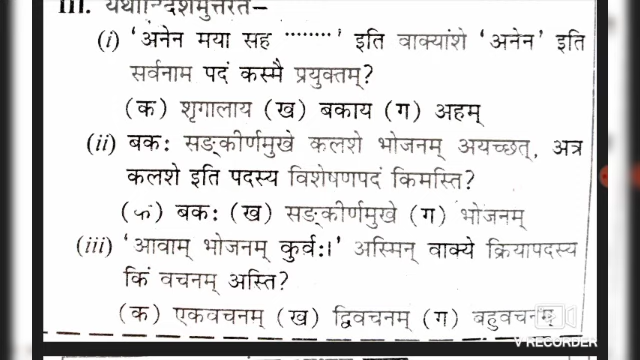 III. यथानिर्देशमुत्तरत–
(i) ‘अनेन मया सह ········’ इति वाक्यांशे ‘अनेन’ इति
सर्वनाम पदं कस्मै प्रयुक्तम्?
(क) शृगालाय (ख) बकाय (ग) अहम्
(ii) बकः सङ्कीर्णमुखे कलशे भोजनम् अयच्छत्, अत्र
कलशे इति पदस्य विशेषणपदं किमस्ति?
(क) बकः (ख) सङ्कीर्णमुखे (ग) भोजनम्
(iii) ‘आवाम् भोजनम् कुर्वः।’ अस्मिन् वाक्ये क्रियापदस्य
किं वचनम् अस्ति?
(क) एकवचनम् (ख) द्विवचनम् (ग) बहुवचनम्
V RECORDER